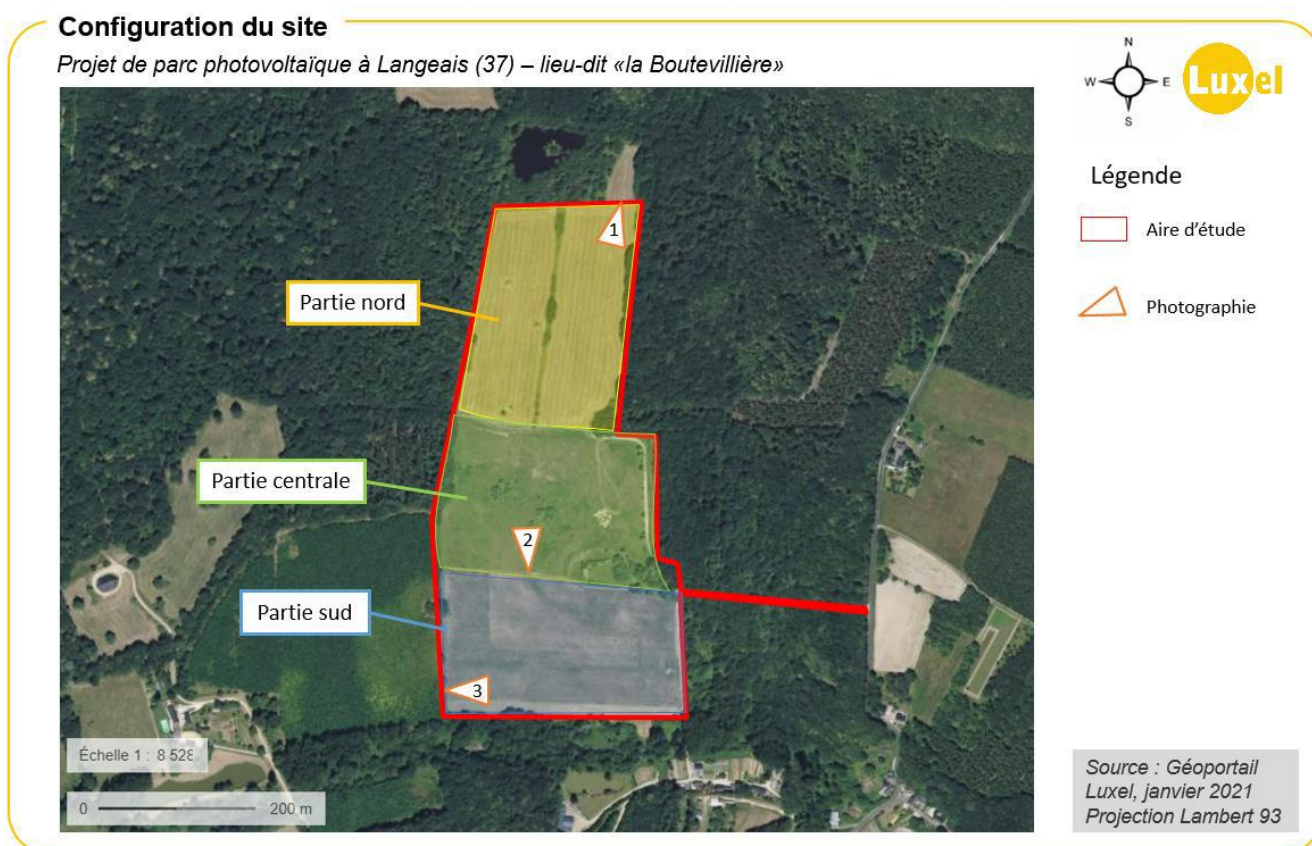 Configuration du site
Projet de parc photovoltaïque à Langeais (37) – lieu-dit «la Boutevillière»
N
W
E
S
Luxel
Légende
Aire d’étude
Photographie
1
Partie nord
Partie centrale
2
Partie sud
3
Échelle 1 : 8 528
0
200 m
Source : Géoportail
Luxel, janvier 2021
Projection Lambert 93